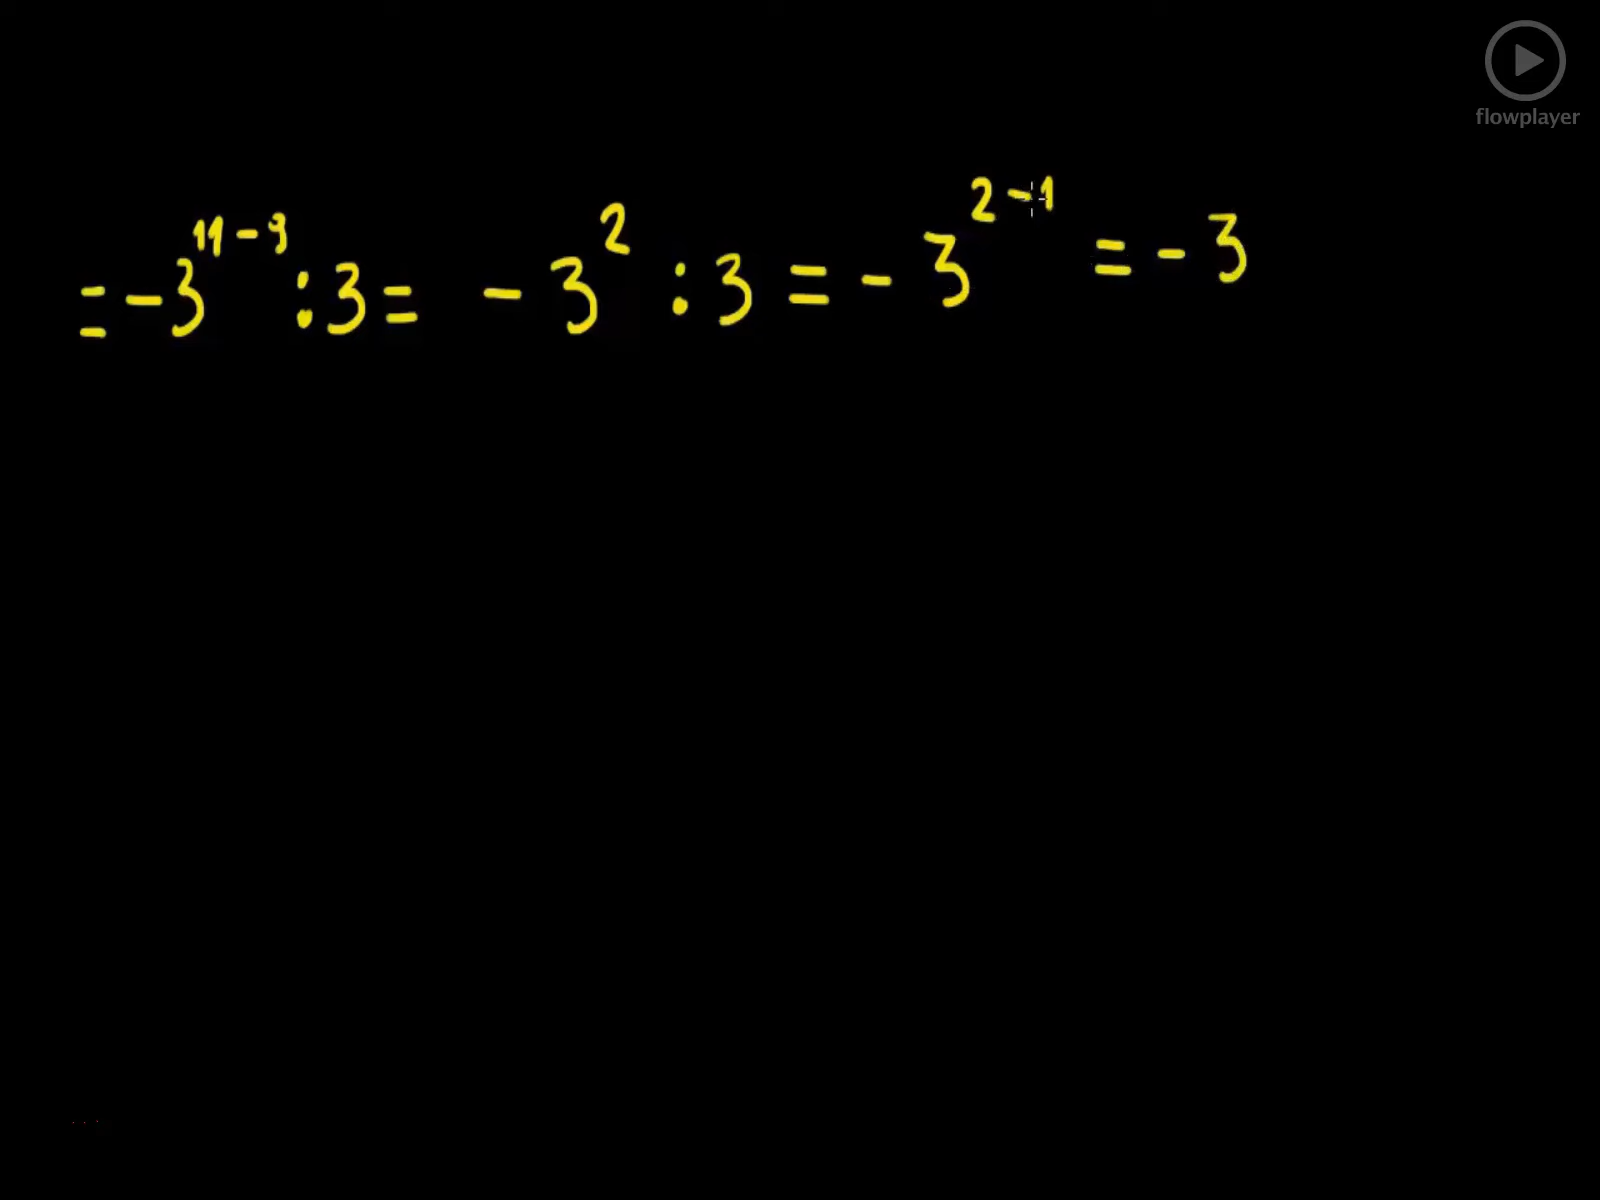 flowplayer
= -3^{11-9} : 3 = -3^{2} : 3 = -3^{2-1} = -3